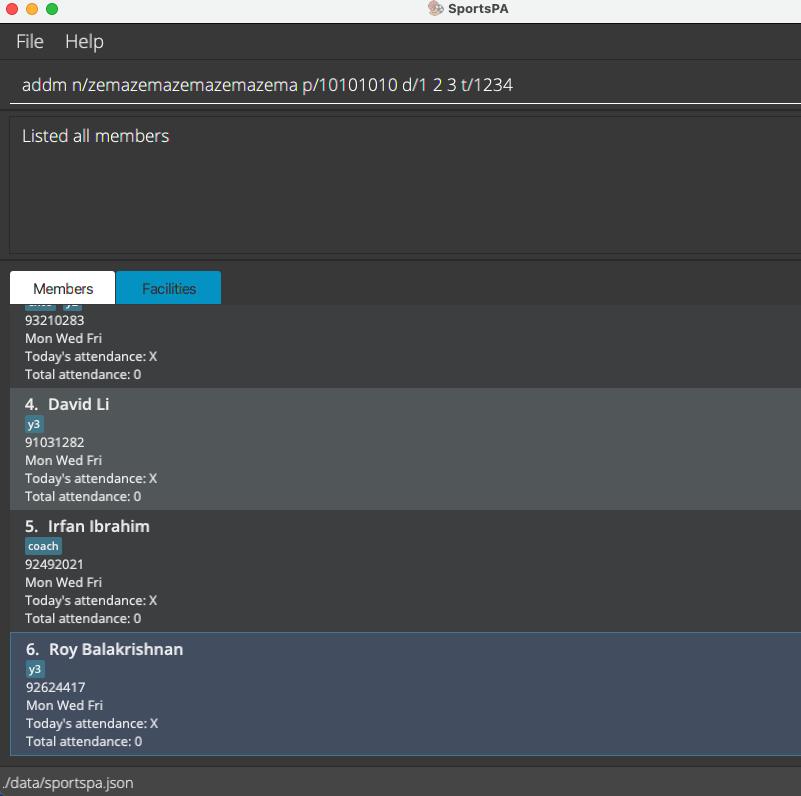 SportsPA
File Help
addm n/zemazemazemazemazema p/10101010 d/1 2 3 t/1234
Listed all members
Members Facilities
93210283
Mon Wed Fri
Today's attendance: X
Total attendance: 0
4. David Li
y3
91031282
Mon Wed Fri
Today's attendance: X
Total attendance: 0
5. Irfan Ibrahim
coach
92492021
Mon Wed Fri
Today's attendance: X
Total attendance: 0
6. Roy Balakrishnan
y3
92624417
Mon Wed Fri
Today's attendance: X
Total attendance: 0
./data/sportspa.json